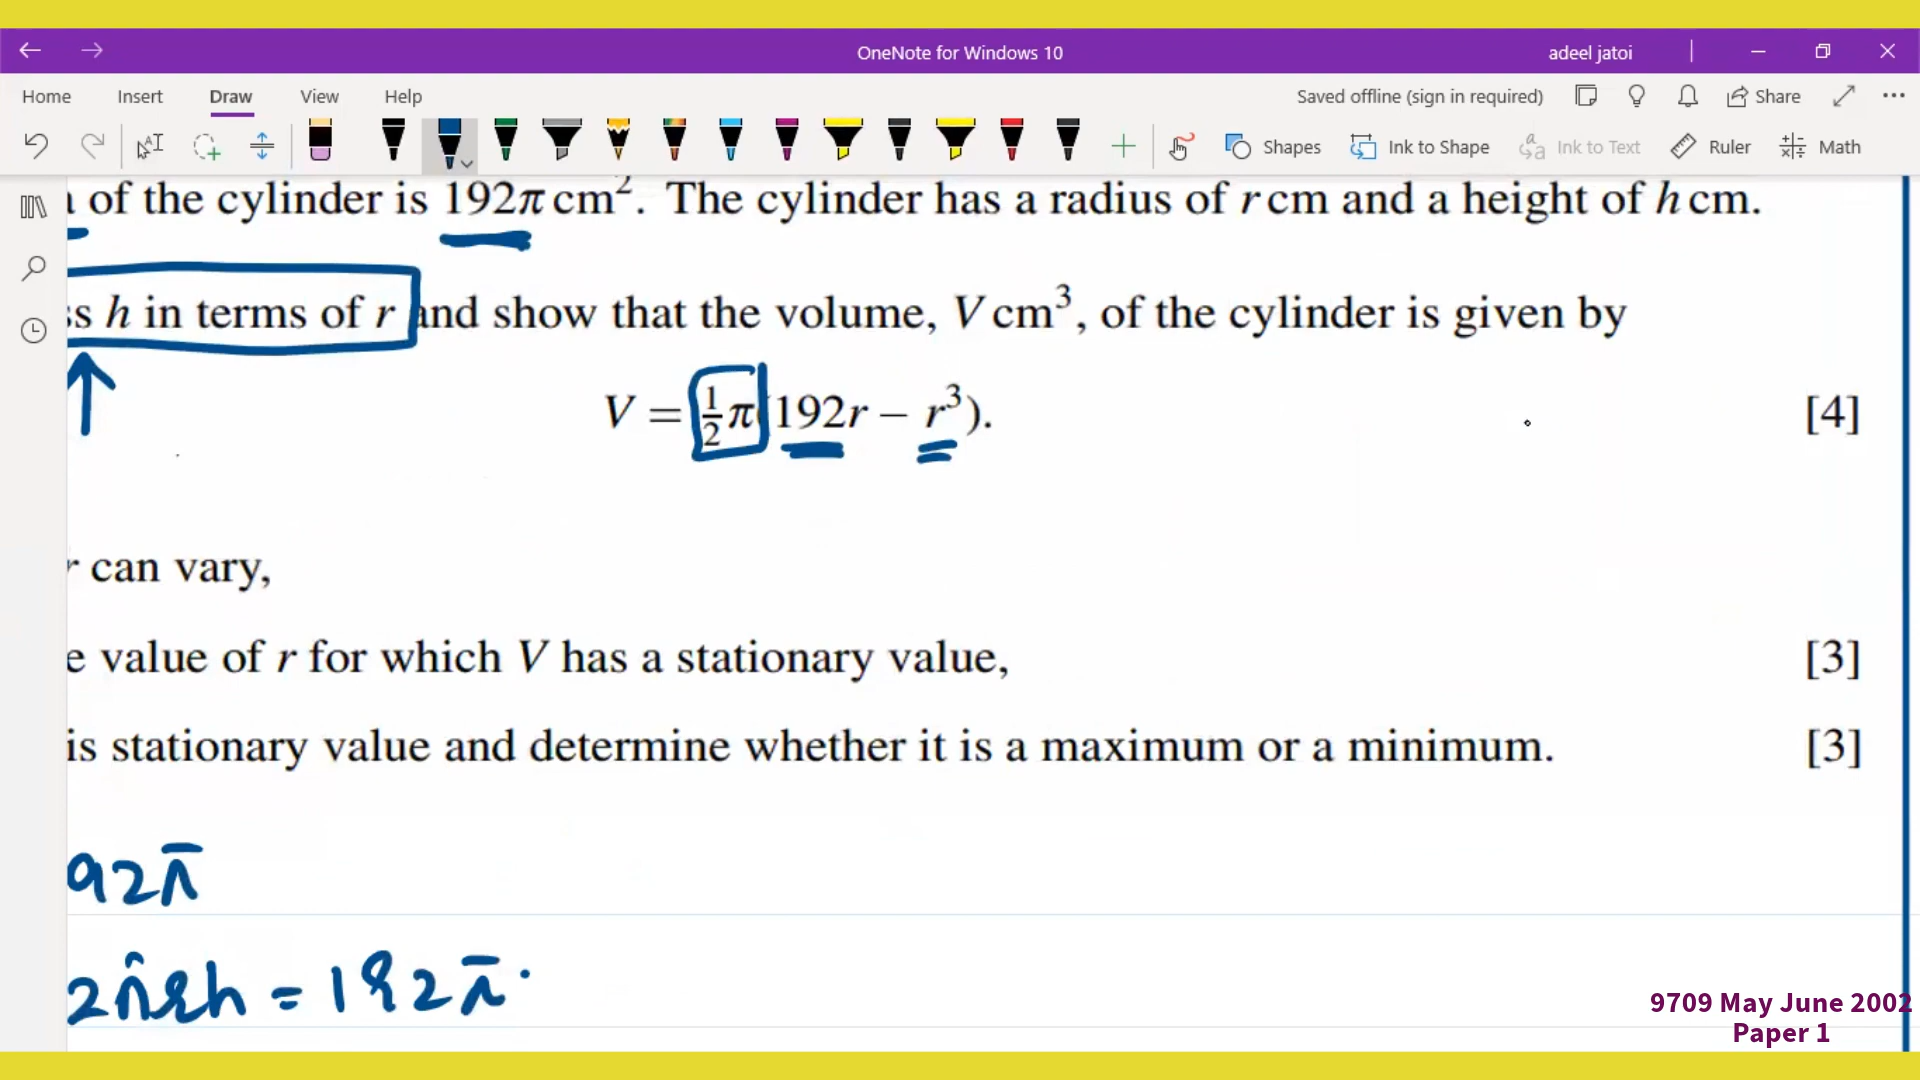 OneNote for Windows 10
adeel jatoi
Home Insert Draw View Help
Saved offline (sign in required)
Share
Shapes Ink to Shape Ink to Text Ruler Math
of the cylinder is 192π cm². The cylinder has a radius of r cm and a height of h cm.
s h in terms of r and show that the volume, V cm³, of the cylinder is given by
V = ½π(192r − r³). [4]
r can vary,
e value of r for which V has a stationary value, [3]
is stationary value and determine whether it is a maximum or a minimum. [3]
92π
2πrh = 192π
9709 May June 2002
Paper 1